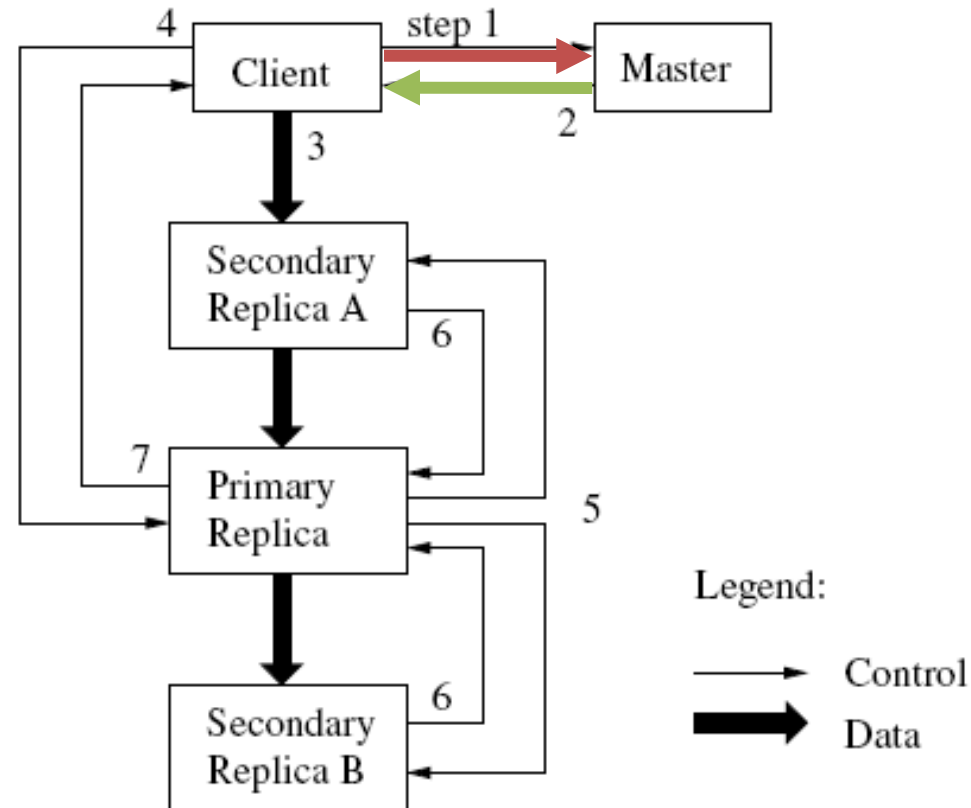 4
step 1
Client
Master
2
3
Secondary
Replica A
6
7
Primary
Replica
5
Legend:
Control
Data
6
Secondary
Replica B